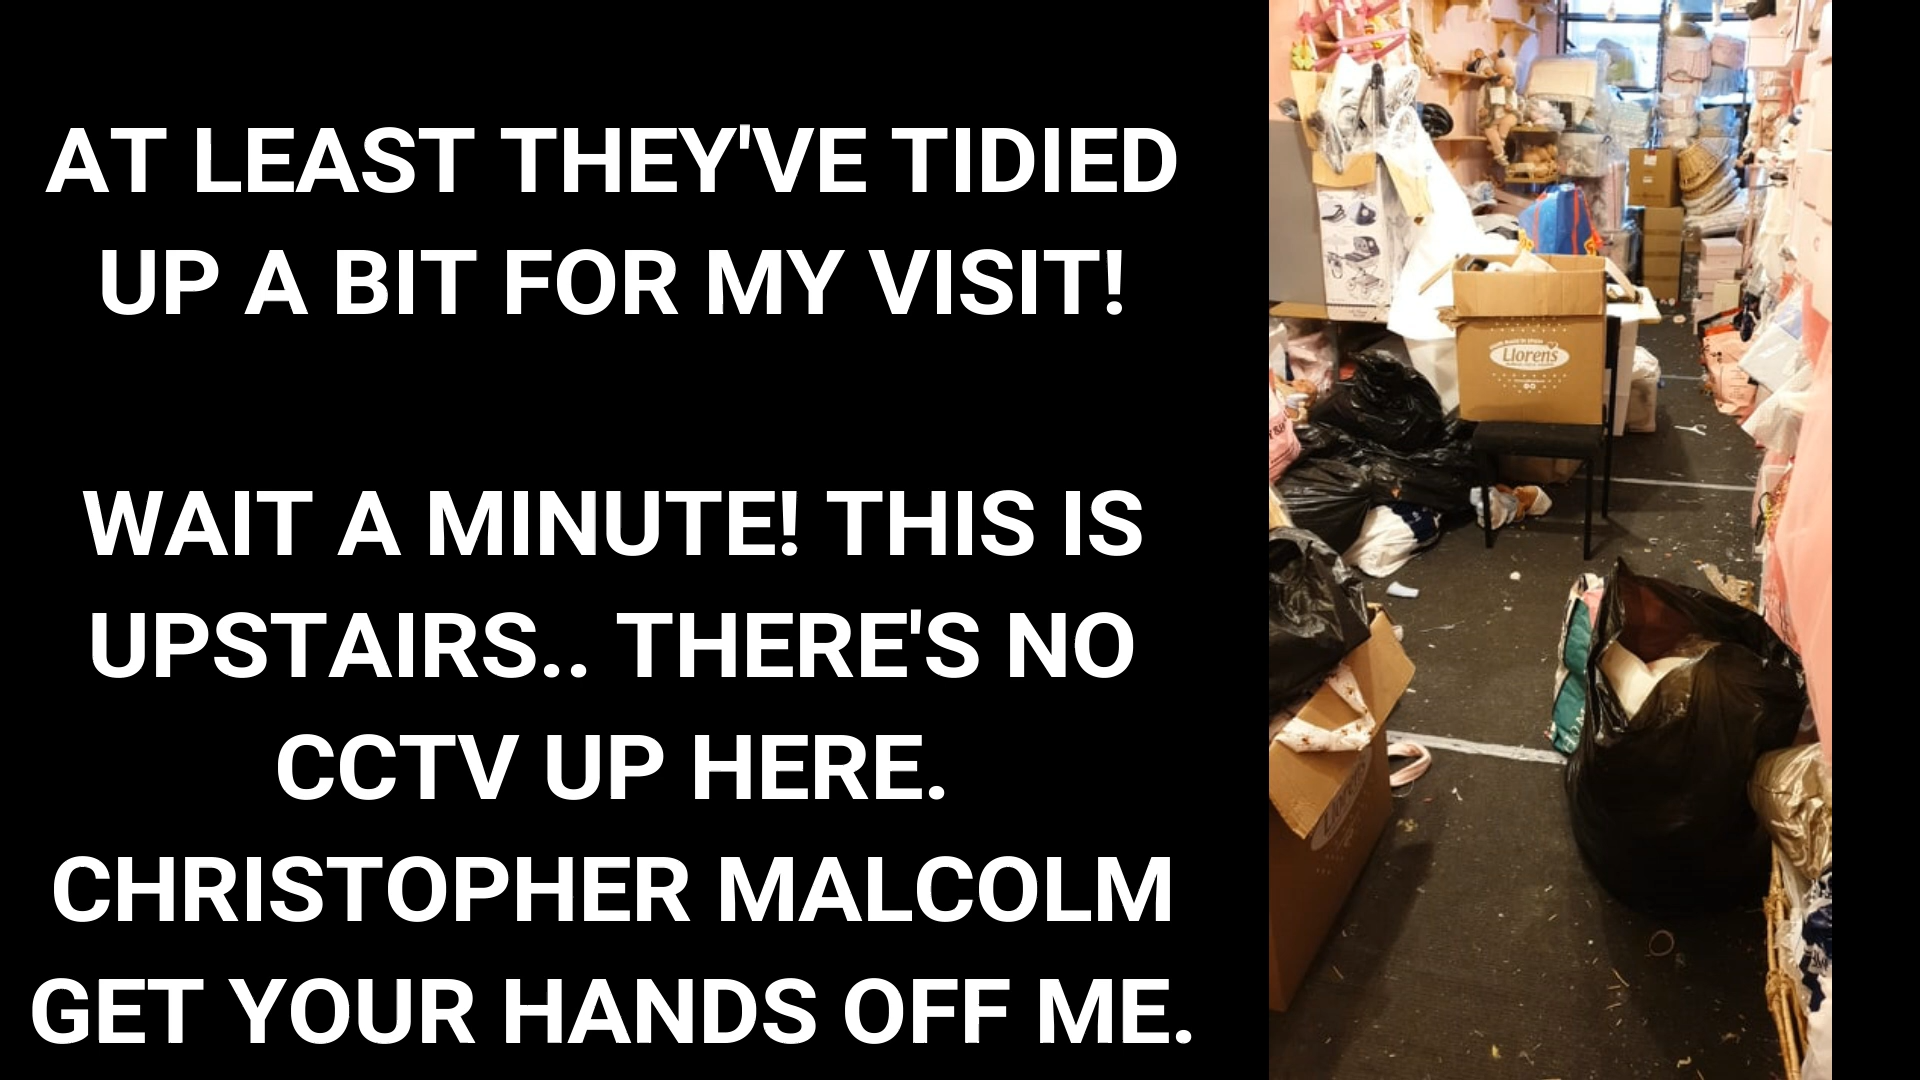 AT LEAST THEY'VE TIDIED
UP A BIT FOR MY VISIT!
WAIT A MINUTE! THIS IS
UPSTAIRS.. THERE'S NO
CCTV UP HERE.
CHRISTOPHER MALCOLM
GET YOUR HANDS OFF ME.
Llorens
Llorens